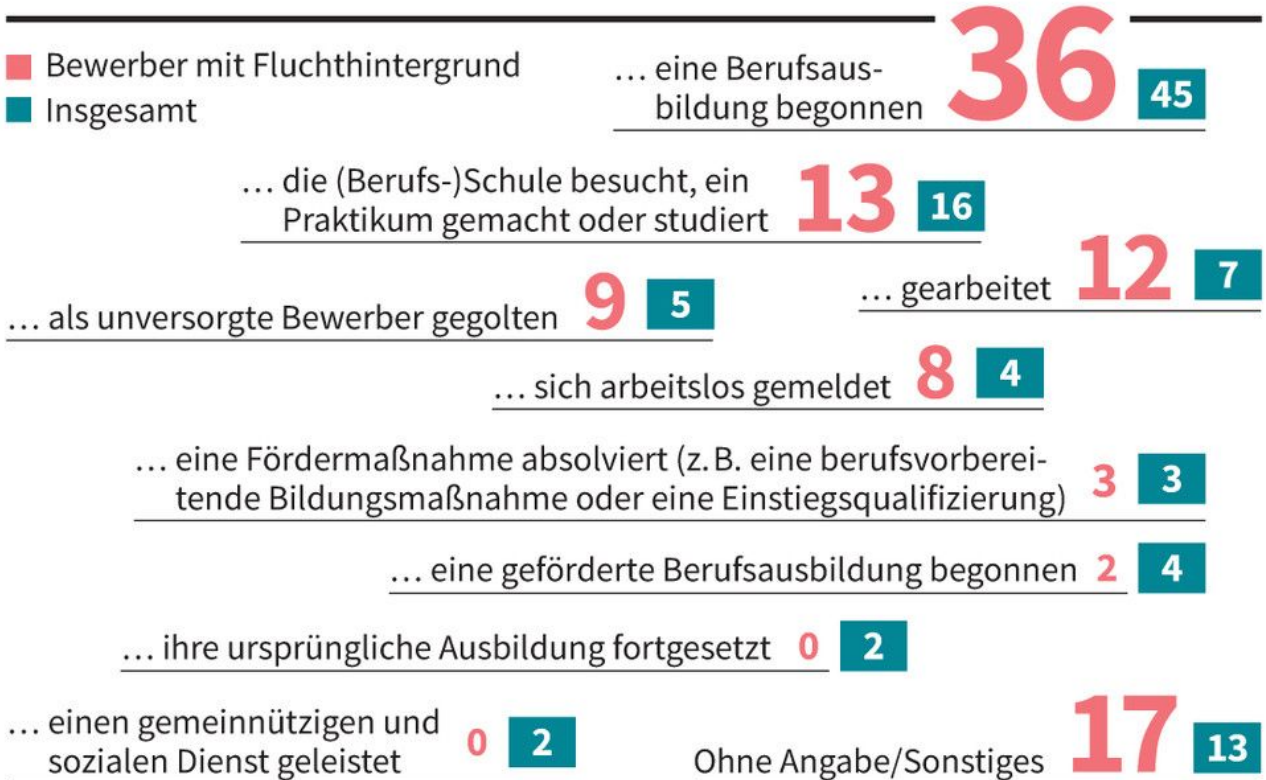 Bewerber mit Fluchthintergrund
Insgesamt
… eine Berufsaus-
bildung begonnen 36 45
… die (Berufs-)Schule besucht, ein
Praktikum gemacht oder studiert 13 16
… gearbeitet 12 7
… als unversorgte Bewerber gegolten 9 5
… sich arbeitslos gemeldet 8 4
… eine Fördermaßnahme absolviert (z. B. eine berufsvorberei-
tende Bildungsmaßnahme oder eine Einstiegsqualifizierung) 3 3
… eine geförderte Berufsausbildung begonnen 2 4
… ihre ursprüngliche Ausbildung fortgesetzt 0 2
… einen gemeinnützigen und
sozialen Dienst geleistet 0 2
Ohne Angabe/Sonstiges 17 13